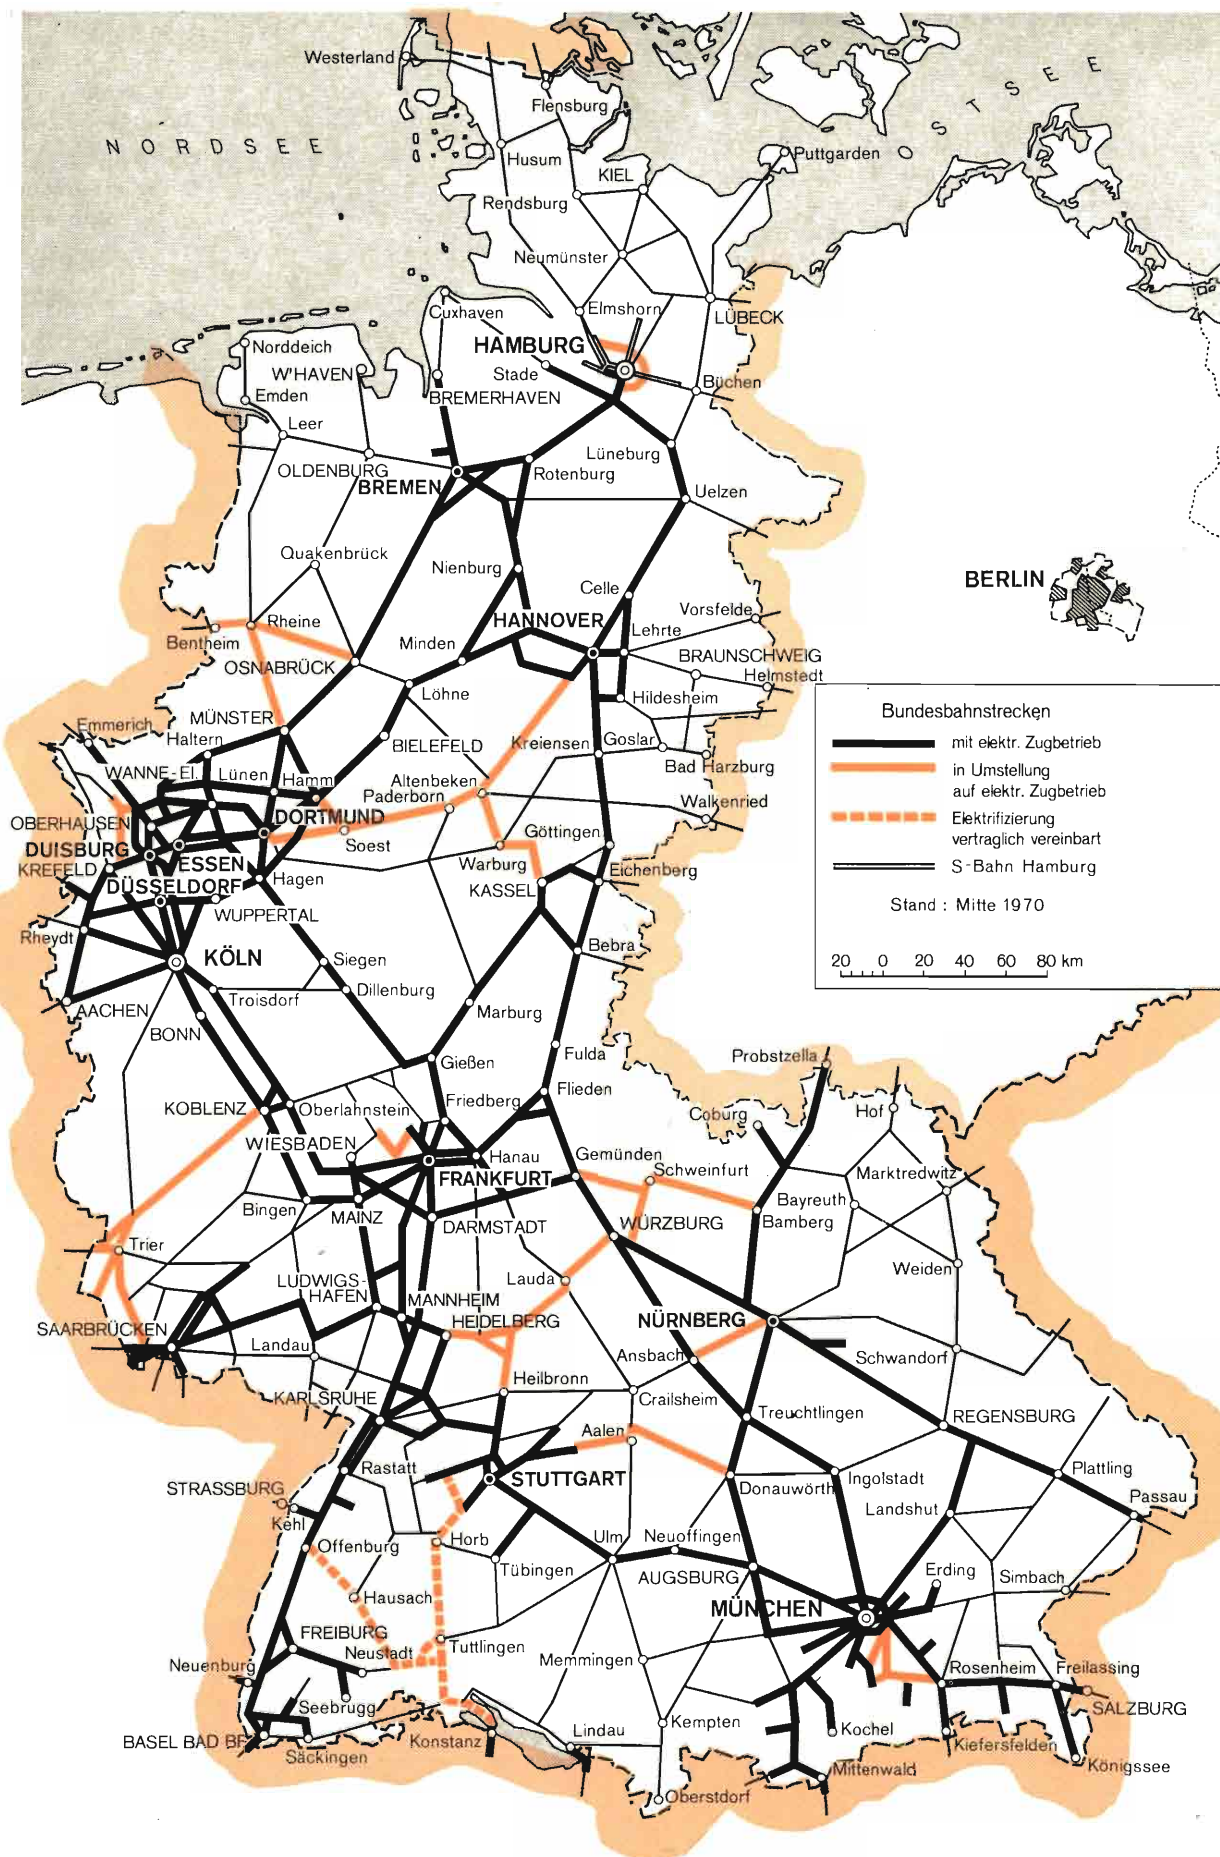 Westerland
Flensburg
NORDSEE
OSTSEE
Husum
Puttgarden
KIEL
Rendsburg
Neumünster
Cuxhaven
Elmshorn
LÜBECK
Norddeich
HAMBURG
W'HAVEN
Stade
Büchen
Emden
BREMERHAVEN
Leer
Lüneburg
OLDENBURG
Rotenburg
BREMEN
Uelzen
Quakenbrück
Nienburg
BERLIN
Celle
Vorsfelde
Rheine
HANNOVER
Bentheim
Minden
Lehrte
OSNABRÜCK
BRAUNSCHWEIG
Helmstedt
Löhne
Hildesheim
Emmerich
MÜNSTER
Haltern
BIELEFELD
Kreiensen
Goslar
Bad Harzburg
WANNE-El.
Lünen
Hamm
Altenbeken
Paderborn
Walkenried
OBERHAUSEN
DORTMUND
Göttingen
Soest
DUISBURG
ESSEN
Warburg
KREFELD
Eichenberg
DÜSSELDORF
Hagen
KASSEL
WUPPERTAL
Rheydt
Bebra
KÖLN
Siegen
Troisdorf
Dillenburg
AACHEN
Marburg
BONN
Bundesbahnstrecken
mit elektr. Zugbetrieb
in Umstellung
auf elektr. Zugbetrieb
Elektrifizierung
vertraglich vereinbart
S-Bahn Hamburg
Stand : Mitte 1970
20 0 20 40 60 80 km
Gießen
Fulda
Probstzella
Flieden
KOBLENZ
Oberlahnstein
Friedberg
Coburg
Hof
WIESBADEN
Hanau
Gemünden
Schweinfurt
Marktredwitz
FRANKFURT
Bayreuth
Bingen
MAINZ
DARMSTADT
WÜRZBURG
Bamberg
Trier
Weiden
LUDWIGS-
HAFEN
Lauda
MANNHEIM
HEIDELBERG
SAARBRÜCKEN
NÜRNBERG
Landau
Ansbach
Schwandorf
Heilbronn
KARLSRUHE
Crailsheim
Treuchtlingen
REGENSBURG
Aalen
Rastatt
STUTTGART
Plattling
STRASSBURG
Donauwörth
Ingolstadt
Landshut
Passau
Kehl
Offenburg
Horb
Ulm
Neuoffingen
Tübingen
AUGSBURG
Erding
Simbach
Hausach
MÜNCHEN
FREIBURG
Neustadt
Tuttlingen
Neuenburg
Memmingen
Rosenheim
Freilassing
Seebrugg
SALZBURG
BASEL BAD BF
Säckingen
Konstanz
Lindau
Kempten
Kochel
Kiefersfelden
Mittenwald
Königssee
Oberstdorf